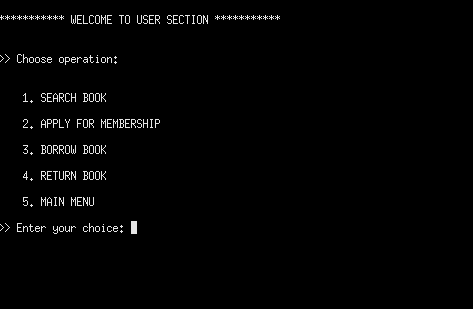 *********** WELCOME TO USER SECTION ***********
>> Choose operation:
1. SEARCH BOOK
2. APPLY FOR MEMBERSHIP
3. BORROW BOOK
4. RETURN BOOK
5. MAIN MENU
>> Enter your choice: